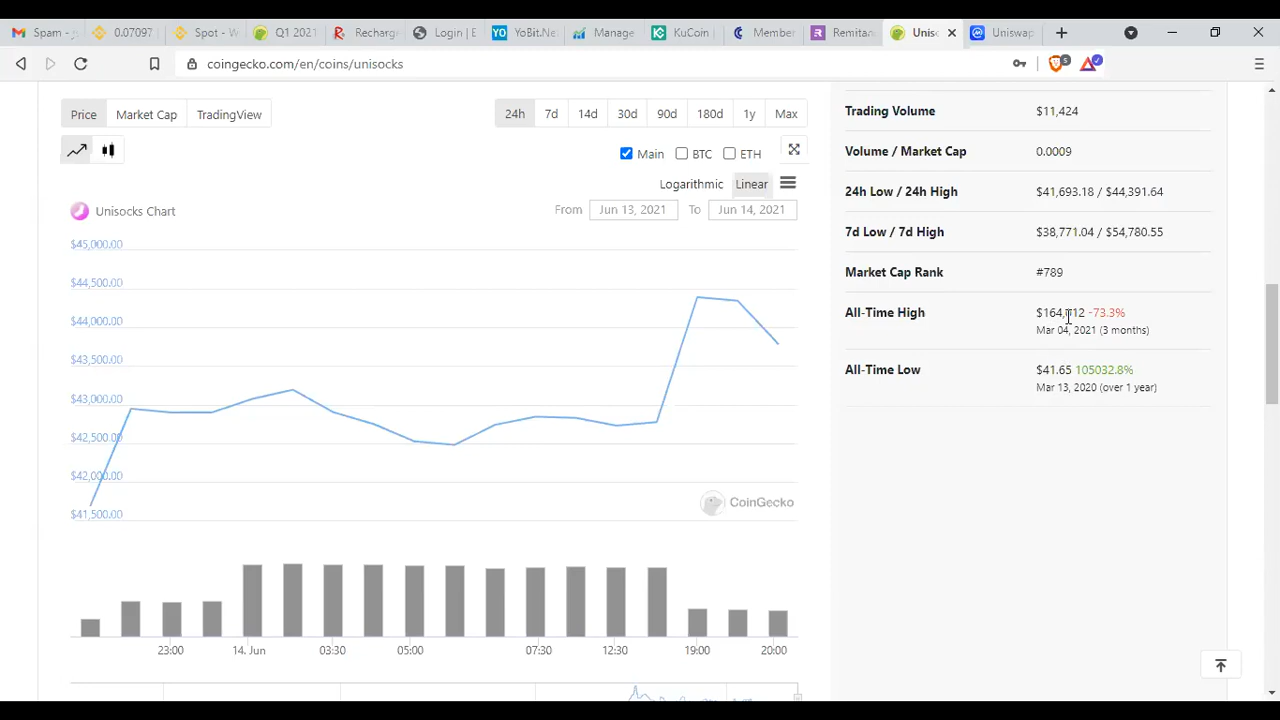 Spam - j
0.07097
Spot - W
Q1 2021
Recharg
Login | E
YoBit.Ne
Manage
KuCoin
Member
Remitan
Unisc
Uniswap
coingecko.com/en/coins/unisocks
Price Market Cap TradingView
24h 7d 14d 30d 90d 180d 1y Max
Main BTC ETH
Logarithmic Linear
Unisocks Chart
From Jun 13, 2021 To Jun 14, 2021
$45,000.00
$44,500.00
$44,000.00
$43,500.00
$43,000.00
$42,500.00
$42,000.00
$41,500.00
CoinGecko
23:00 14. Jun 03:30 05:00 07:30 12:30 19:00 20:00
Trading Volume $11,424
Volume / Market Cap 0.0009
24h Low / 24h High $41,693.18 / $44,391.64
7d Low / 7d High $38,771.04 / $54,780.55
Market Cap Rank #789
All-Time High -73.3%
Mar 04, 2021 (3 months)
All-Time Low $41.65 105032.8%
Mar 13, 2020 (over 1 year)